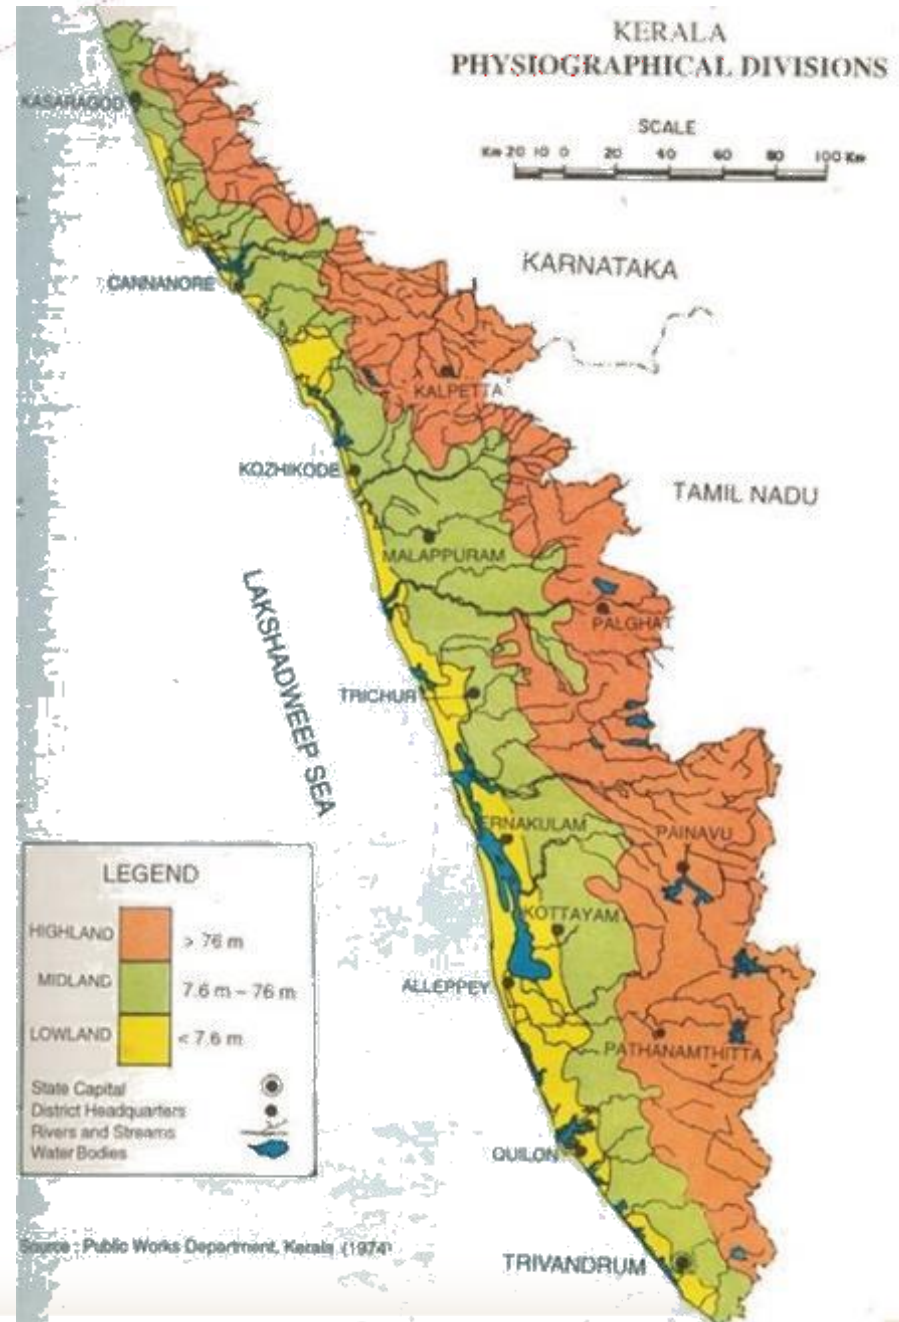 KERALA
PHYSIOGRAPHICAL DIVISIONS
SCALE
Km 20 10 0 20 40 60 80 100 Km
KASARAGOD
KARNATAKA
CANNANORE
KALPETTA
KOZHIKODE
TAMIL NADU
MALAPPURAM
LAKSHADWEEP SEA
PALGHAT
TRICHUR
ERNAKULAM
PAINAVU
KOTTAYAM
ALLEPPEY
PATHANAMTHITTA
QUILON
TRIVANDRUM
LEGEND
HIGHLAND > 76 m
MIDLAND 7.6 m – 76 m
LOWLAND < 7.6 m
State Capital
District Headquarters
Rivers and Streams
Water Bodies
Source : Public Works Department, Kerala (1974)